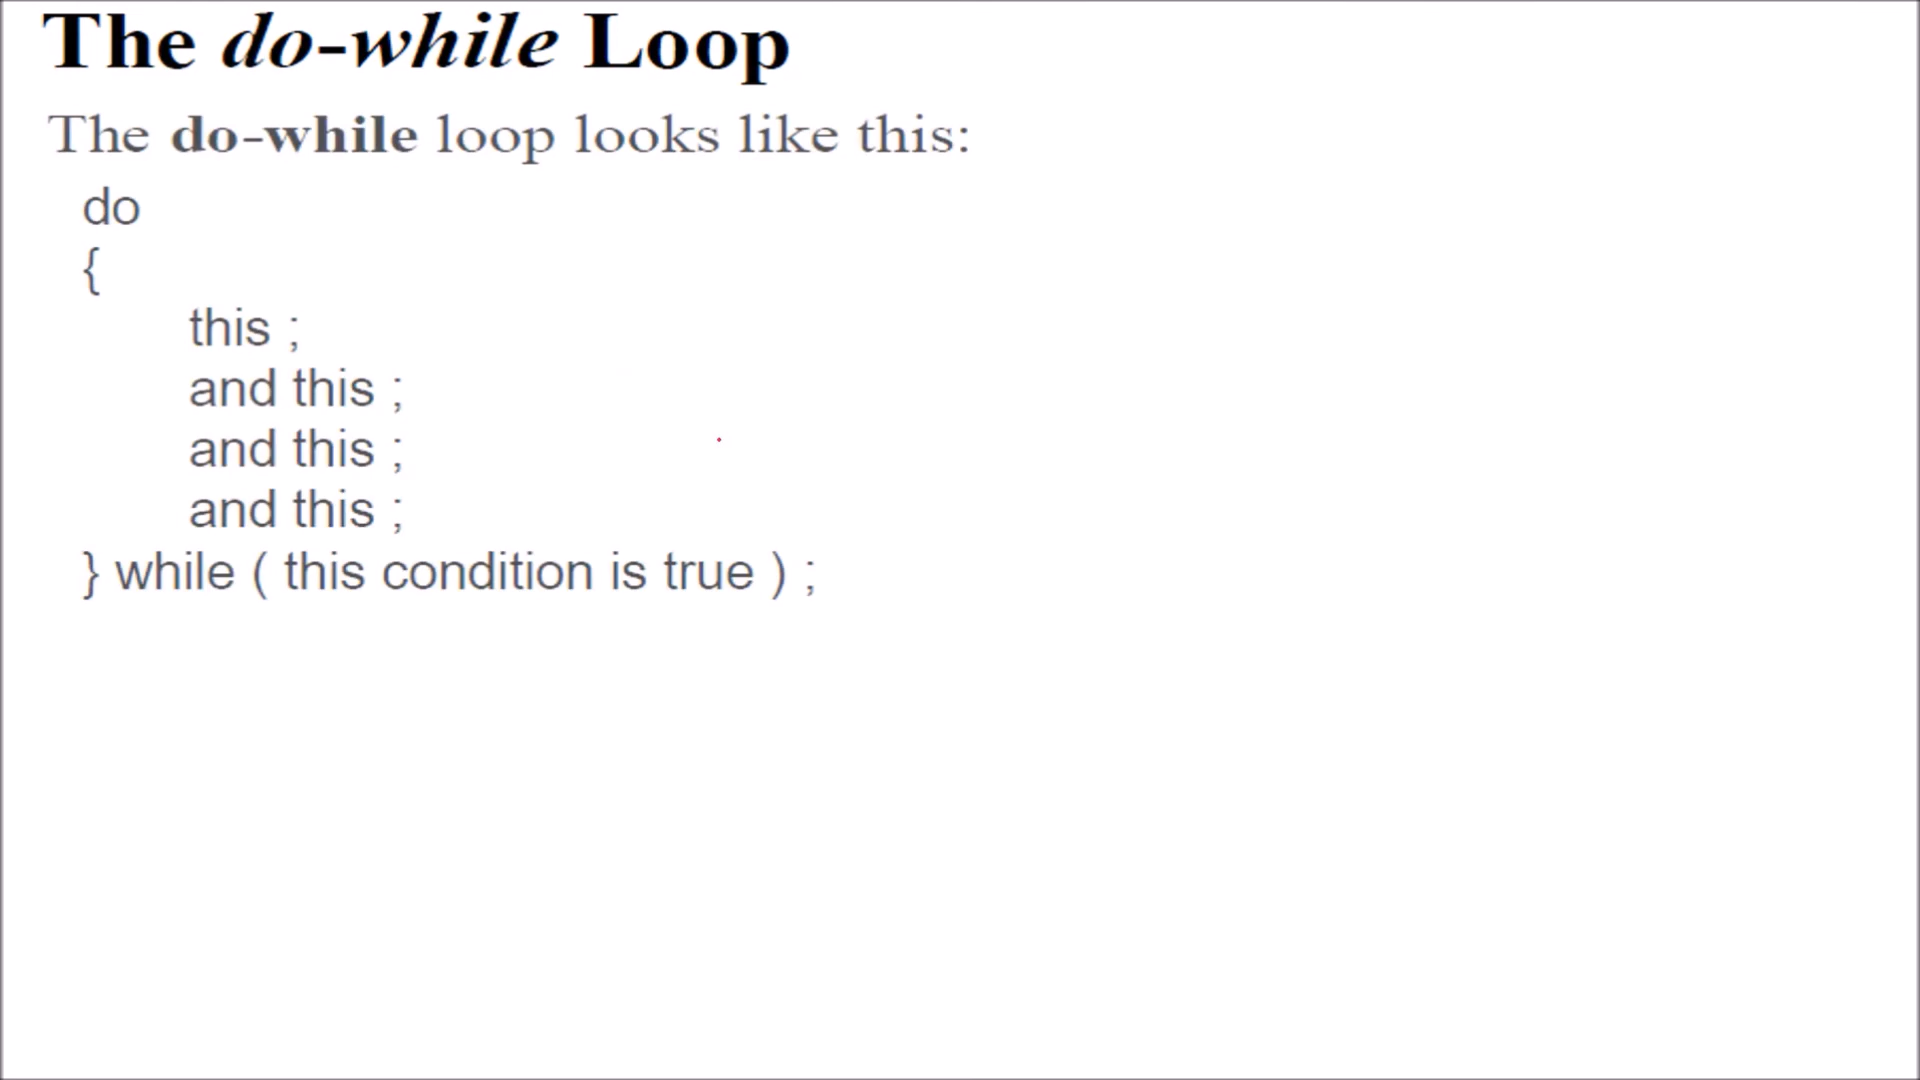 The do-while Loop
The do-while loop looks like this:
do
{
this ;
and this ;
and this ;
and this ;
} while ( this condition is true ) ;